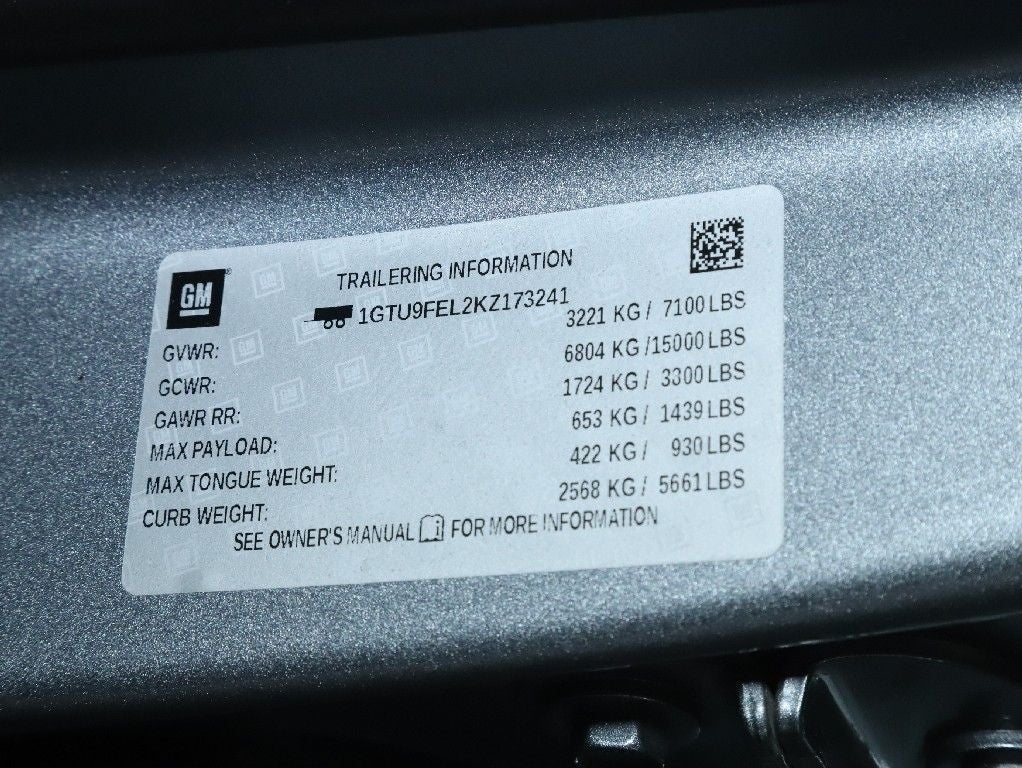 GM
TRAILERING INFORMATION
1GTU9FEL2KZ173241
GVWR: 3221 KG / 7100 LBS
GCWR: 6804 KG /15000 LBS
GAWR RR: 1724 KG / 3300 LBS
MAX PAYLOAD: 653 KG / 1439 LBS
MAX TONGUE WEIGHT: 422 KG / 930 LBS
CURB WEIGHT: 2568 KG / 5661 LBS
SEE OWNER'S MANUAL FOR MORE INFORMATION